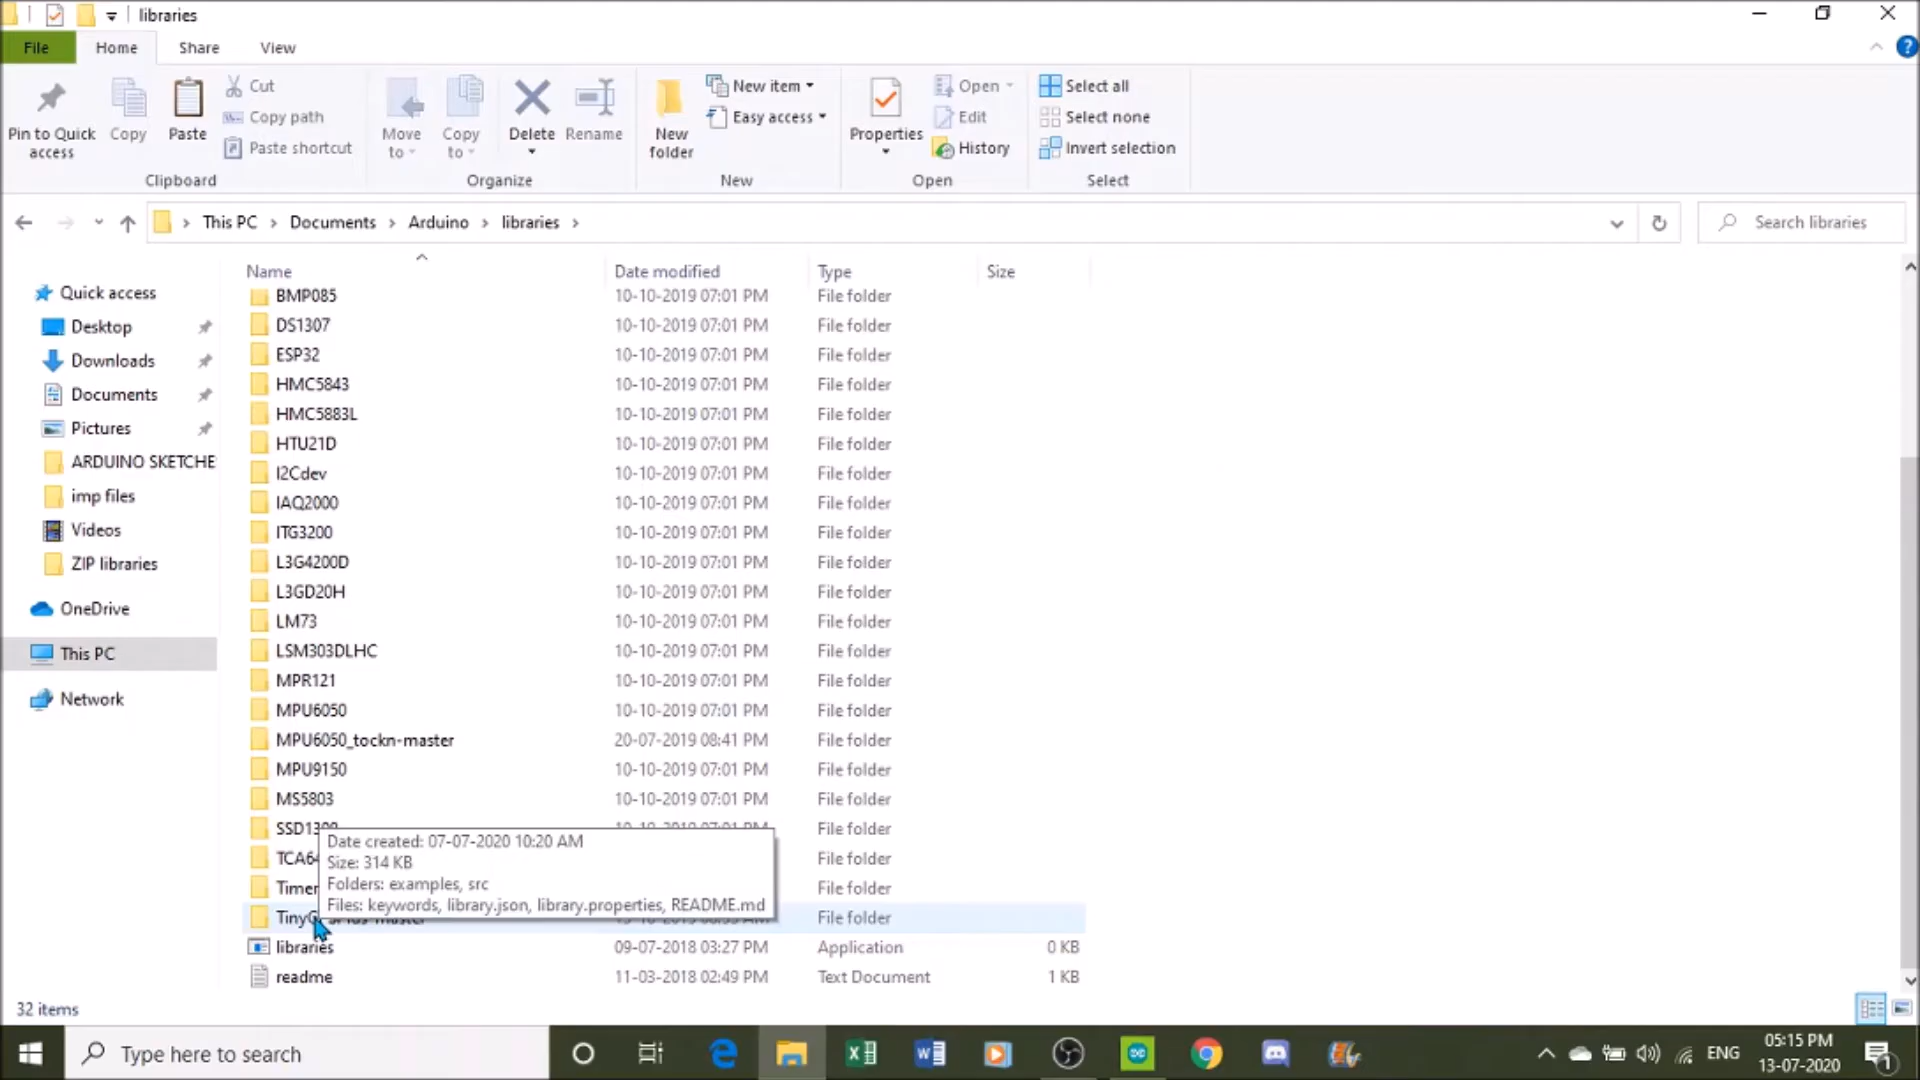 libraries
File Home Share View
Pin to Quick access
Copy
Paste
Cut
Copy path
Paste shortcut
Clipboard
Move to
Copy to
Delete
Rename
Organize
New folder
New item
Easy access
New
Properties
Open
Edit
History
Open
Select all
Select none
Invert selection
Select
This PC > Documents > Arduino > libraries >
Search libraries
Quick access
Desktop
Downloads
Documents
Pictures
ARDUINO SKETCHE
imp files
Videos
ZIP libraries
OneDrive
This PC
Network
Name Date modified Type Size
BMP085 10-10-2019 07:01 PM File folder
DS1307 10-10-2019 07:01 PM File folder
ESP32 10-10-2019 07:01 PM File folder
HMC5843 10-10-2019 07:01 PM File folder
HMC5883L 10-10-2019 07:01 PM File folder
HTU21D 10-10-2019 07:01 PM File folder
I2Cdev 10-10-2019 07:01 PM File folder
IAQ2000 10-10-2019 07:01 PM File folder
ITG3200 10-10-2019 07:01 PM File folder
L3G4200D 10-10-2019 07:01 PM File folder
L3GD20H 10-10-2019 07:01 PM File folder
LM73 10-10-2019 07:01 PM File folder
LSM303DLHC 10-10-2019 07:01 PM File folder
MPR121 10-10-2019 07:01 PM File folder
MPU6050 10-10-2019 07:01 PM File folder
MPU6050_tockn-master 20-07-2019 08:41 PM File folder
MPU9150 10-10-2019 07:01 PM File folder
MS5803 10-10-2019 07:01 PM File folder
File folder
Date created: 07-07-2020 10:20 AM
Size: 314 KB
Folders: examples, src
Files: keywords, library.json, library.properties, README.md
TCA6 File folder
Timer File folder
File folder
libraries 09-07-2018 03:27 PM Application 0 KB
readme 11-03-2018 02:49 PM Text Document 1 KB
32 items
Type here to search
ENG
05:15 PM
13-07-2020
1